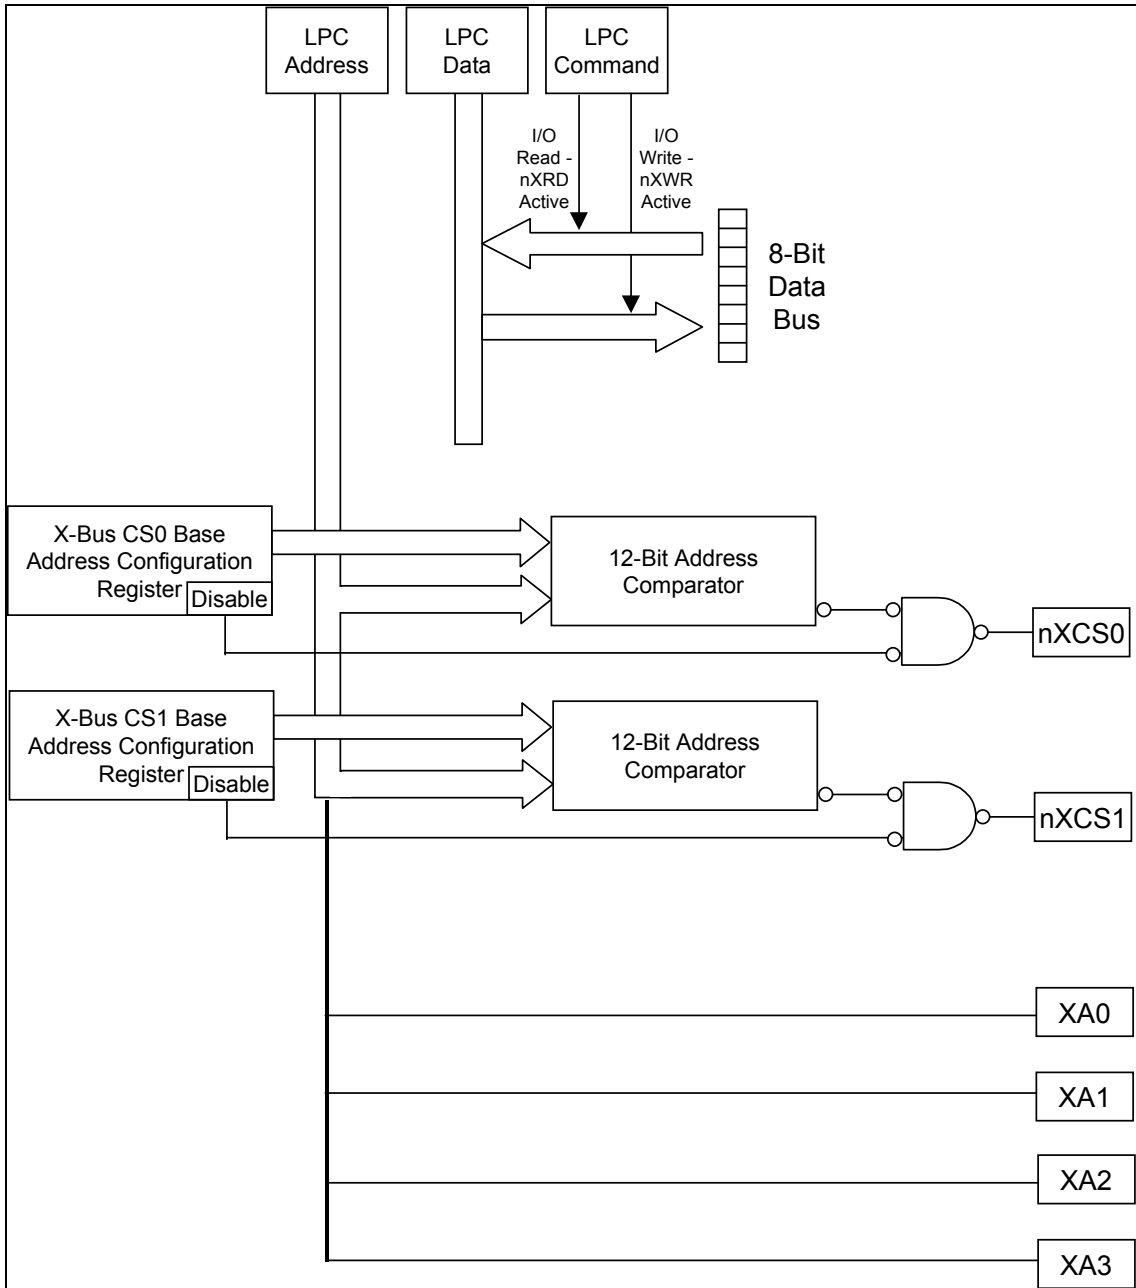 LPC
Address
LPC
Data
LPC
Command
I/O
Read -
nXRD
Active
I/O
Write -
nXWR
Active
8-Bit
Data
Bus
X-Bus CS0 Base
Address Configuration
Register
Disable
12-Bit Address
Comparator
nXCS0
X-Bus CS1 Base
Address Configuration
Register
Disable
12-Bit Address
Comparator
nXCS1
XA0
XA1
XA2
XA3